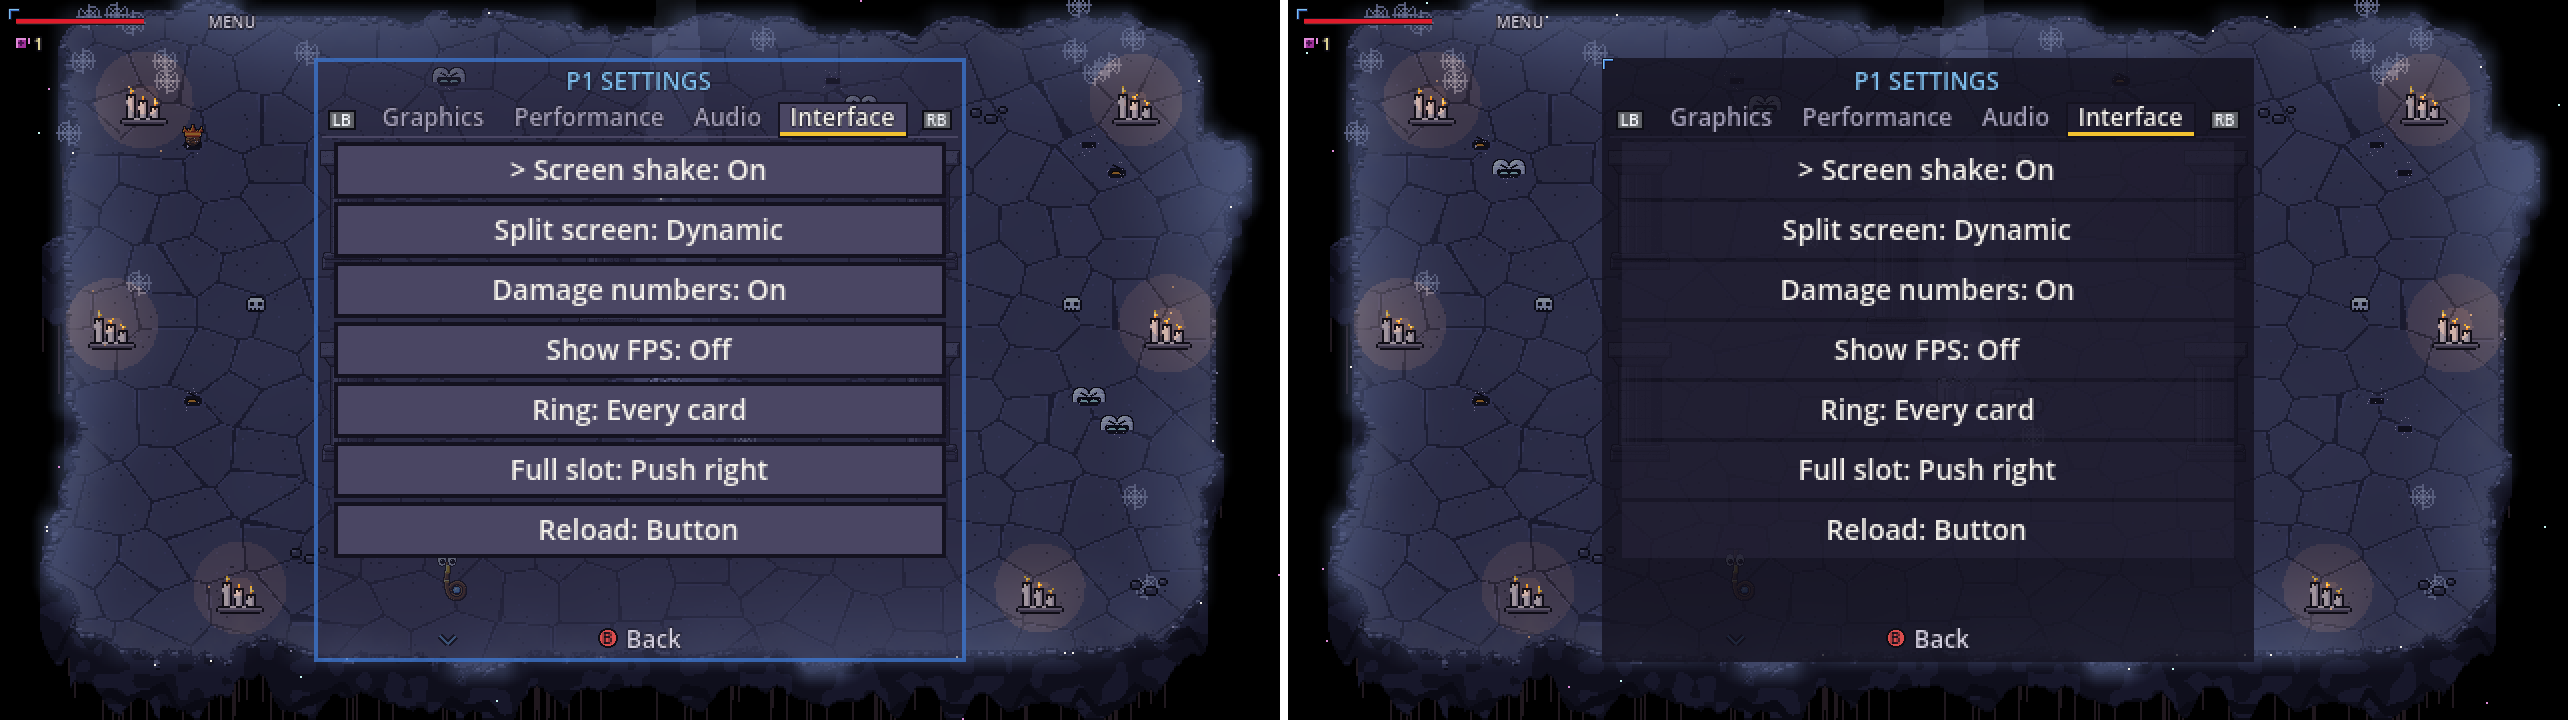 MENU
1
P1 SETTINGS
LB Graphics Performance Audio Interface RB
> Screen shake: On
Split screen: Dynamic
Damage numbers: On
Show FPS: Off
Ring: Every card
Full slot: Push right
Reload: Button
B Back
MENU
1
P1 SETTINGS
LB Graphics Performance Audio Interface RB
> Screen shake: On
Split screen: Dynamic
Damage numbers: On
Show FPS: Off
Ring: Every card
Full slot: Push right
Reload: Button
B Back